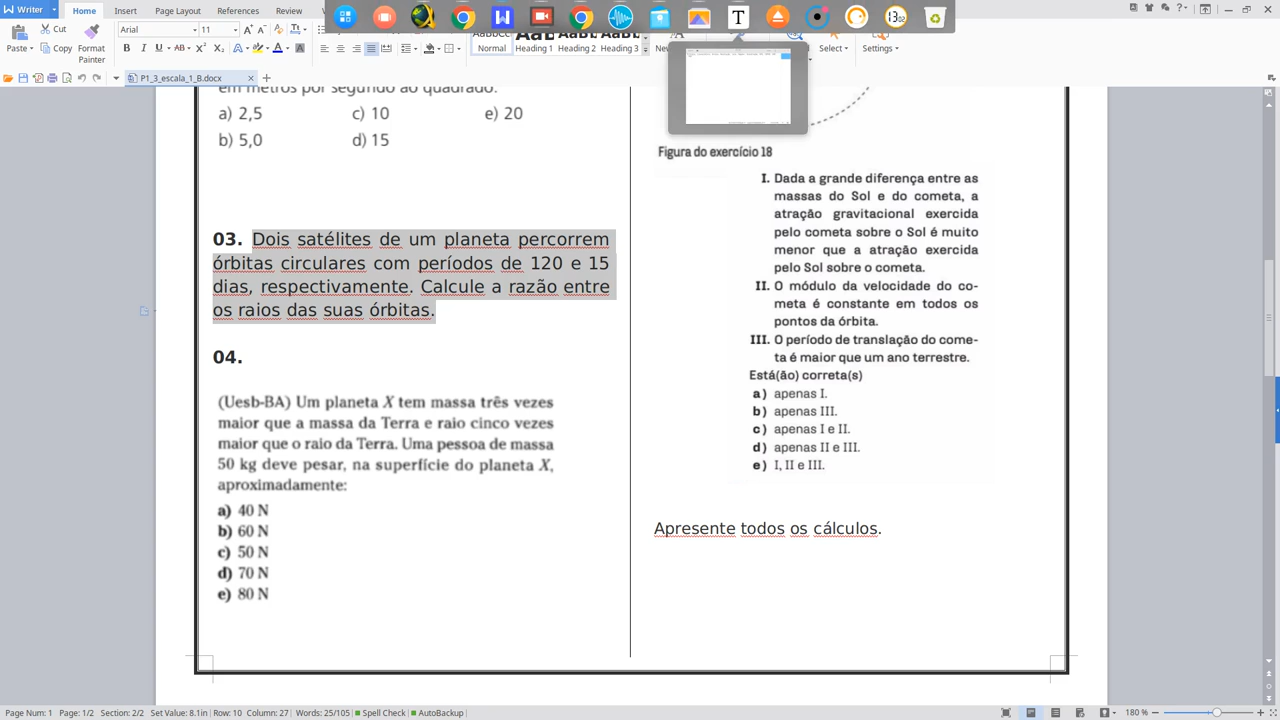 Writer
Home
Insert
Page Layout
References
Review
Cut
Copy
Format
Painter
Paste
Arial
11
Normal
Heading 1
Heading 2
Heading 3
Select
Settings
13 02
P1_3_escala_1_B.docx
em metros por segundo ao quadrado.
a) 2,5 c) 10 e) 20
b) 5,0 d) 15
03. Dois satélites de um planeta percorrem
órbitas circulares com períodos de 120 e 15
dias, respectivamente. Calcule a razão entre
os raios das suas órbitas.
04.
(Uesb-BA) Um planeta X tem massa três vezes
maior que a massa da Terra e raio cinco vezes
maior que o raio da Terra. Uma pessoa de massa
50 kg deve pesar, na superfície do planeta X,
aproximadamente:
a) 40 N
b) 60 N
c) 50 N
d) 70 N
e) 80 N
Figura do exercício 18
I. Dada a grande diferença entre as
massas do Sol e do cometa, a
atração gravitacional exercida
pelo cometa sobre o Sol é muito
menor que a atração exercida
pelo Sol sobre o cometa.
II. O módulo da velocidade do co-
meta é constante em todos os
pontos da órbita.
III. O período de translação do come-
ta é maior que um ano terrestre.
Está(ão) correta(s)
a) apenas I.
b) apenas III.
c) apenas I e II.
d) apenas II e III.
e) I, II e III.
Apresente todos os cálculos.
Page Num: 1 Page: 1/2 Section: 2/2 Set Value: 8.1in Row: 10 Column: 27 Words: 25/105 Spell Check AutoBackup
180 %